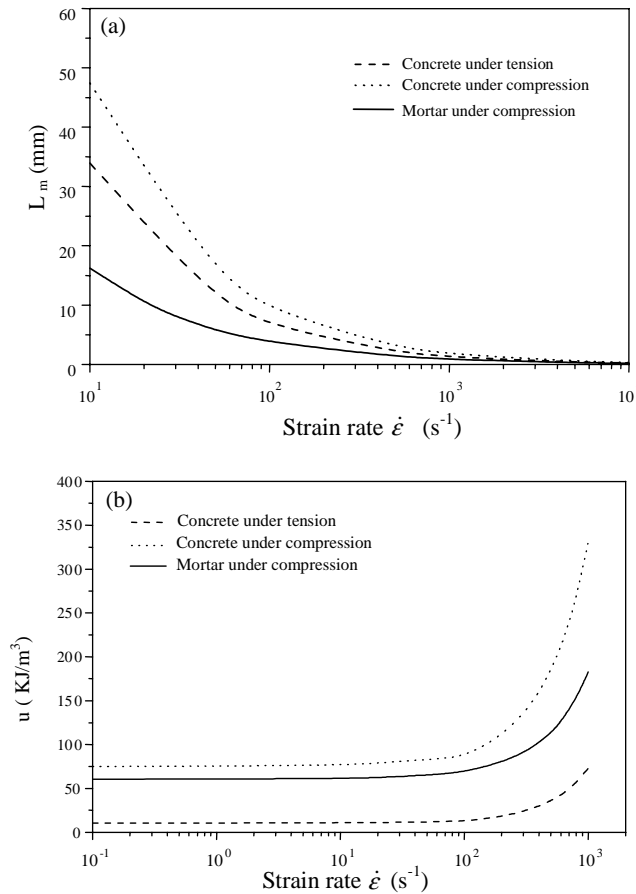 (a)
60
50
40
30
20
10
0
L m (mm)
Concrete under tension
Concrete under compression
Mortar under compression
10^1
10^2
10^3
10
Strain rate ε̇ (s^-1)
(b)
400
350
300
250
200
150
100
50
0
u ( KJ/m^3)
Concrete under tension
Concrete under compression
Mortar under compression
10^-1
10^0
10^1
10^2
10^3
Strain rate ε̇ (s^-1)